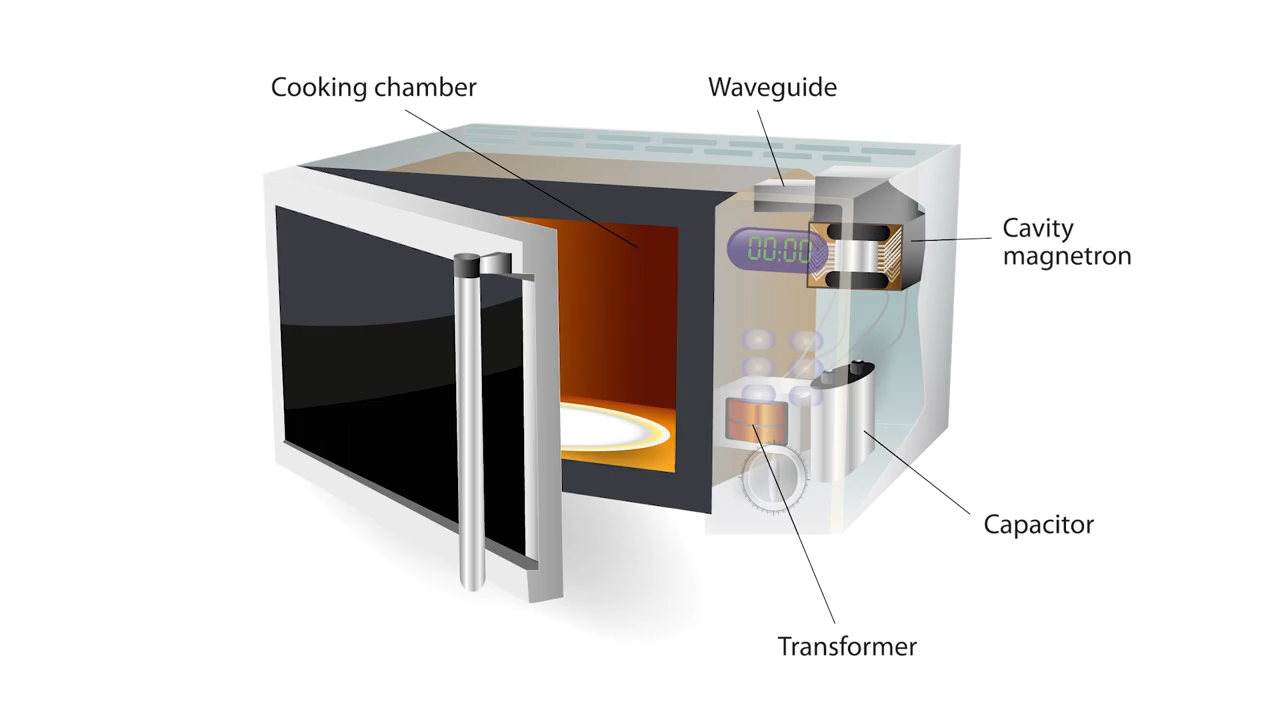 Cooking chamber
Waveguide
Cavity
magnetron
00:00
Capacitor
Transformer